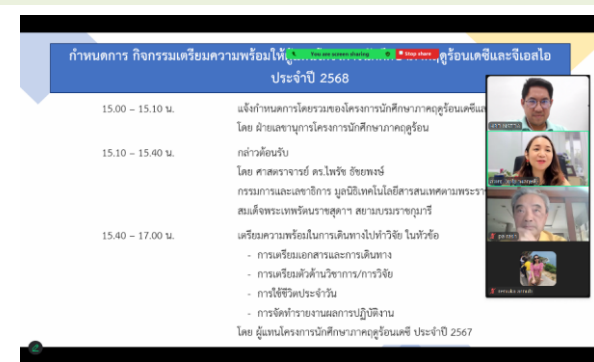 กำหนดการ กิจกรรมเตรียมความพร้อมให้
You are screen sharing
Stop share
ดูร้อนเดซีและจีเอสไอ
ประจำปี 2568
15.00 – 15.10 น.
แจ้งกำหนดการโดยรวมของโครงการนักศึกษาภาคฤดูร้อนเดซีแล
โดย ฝ่ายเลขานุการโครงการนักศึกษาภาคฤดูร้อน
15.10 – 15.40 น.
กล่าวต้อนรับ
โดย ศาสตราจารย์ ดร.ไพรัช ธัชยพงษ์
กรรมการและเลขาธิการ มูลนิธิเทคโนโลยีสารสนเทศตามพระรา
สมเด็จพระเทพรัตนราชสุดาฯ สยามบรมราชกุมารี
15.40 – 17.00 น.
เตรียมความพร้อมในการเดินทางไปทำวิจัย ในหัวข้อ
- การเตรียมเอกสารและการเดินทาง
- การเตรียมตัวด้านวิชาการ/การวิจัย
- การใช้ชีวิตประจำวัน
- การจัดทำรายงานผลการปฏิบัติงาน
โดย ผู้แทนโครงการนักศึกษาภาคฤดูร้อนเดซี ประจำปี 2567